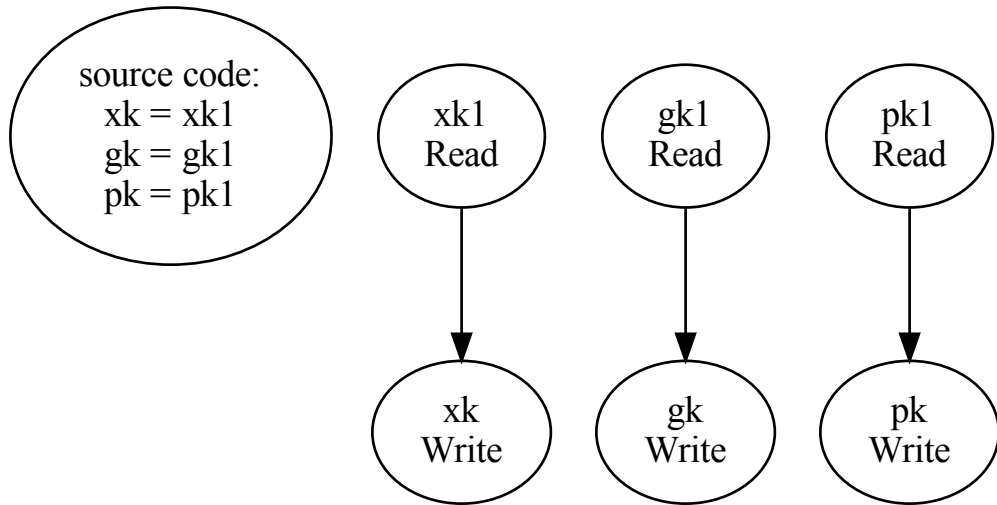 source code:
xk = xk1
gk = gk1
pk = pk1
xk1
Read
gk1
Read
pk1
Read
xk
Write
gk
Write
pk
Write